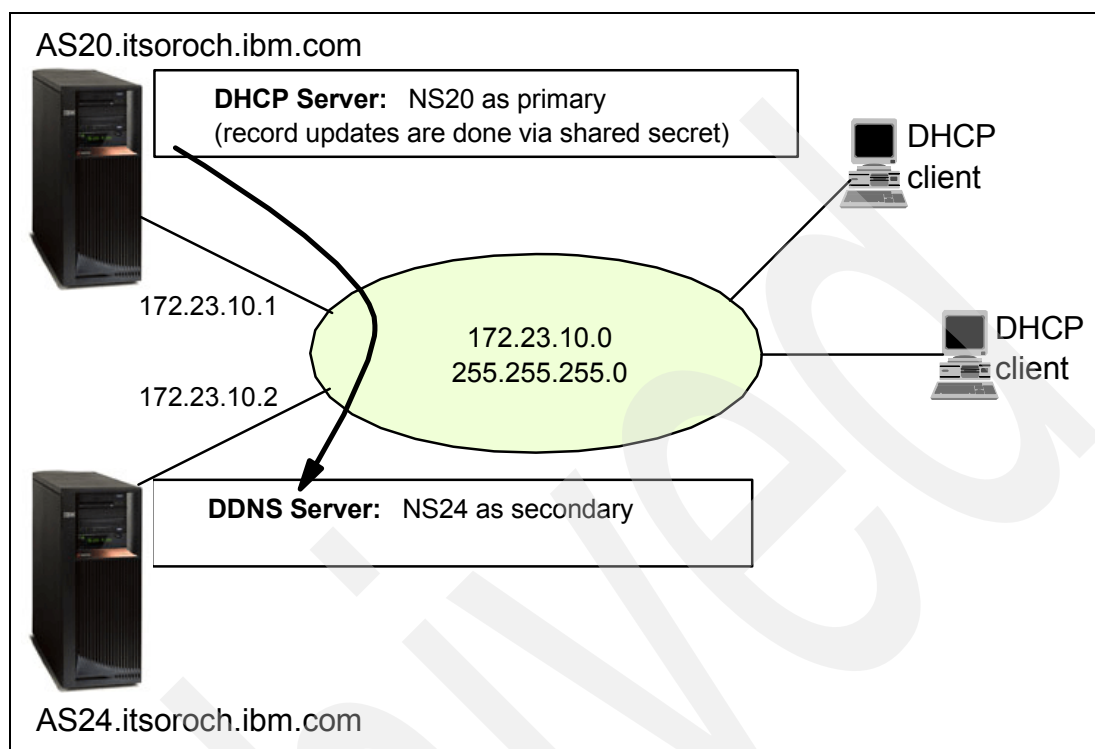 AS20.itsoroch.ibm.com
DHCP Server: NS20 as primary
(record updates are done via shared secret)
DHCP
client
172.23.10.1
172.23.10.0
255.255.255.0
DHCP
client
172.23.10.2
DDNS Server: NS24 as secondary
AS24.itsoroch.ibm.com